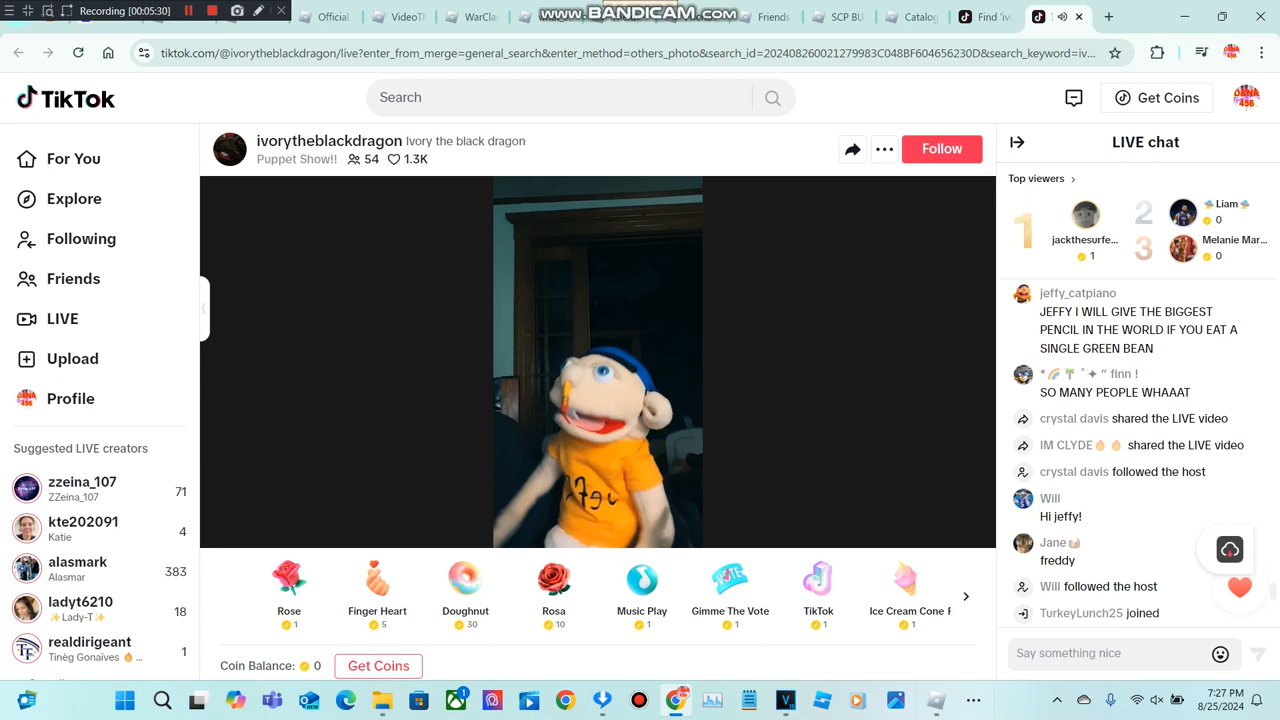 Recording [00:05:30]
www.BANDICAM.com
Official
VideoT
Warcla
Friends
SCP BU
Catalog
Find 'iv
tiktok.com/@ivorytheblackdragon/live?enter_from_merge=general_search&enter_method=others_photo&search_id=202408260021279983C048BF604656230D&search_keyword=iv...
TikTok
Search
Get Coins
D&NA
456
For You
Explore
Following
Friends
LIVE
Upload
Profile
Suggested LIVE creators
zzeina_107
ZZeina_107
71
kte202091
Katie
4
alasmark
Alasmar
383
ladyt6210
✨Lady-T✨
18
realdirigeant
Tinèg Gonaïves 🔥 ...
1
ivorytheblackdragon Ivory the black dragon
Puppet Show!! 54 1.3K
Follow
Rose
1
Finger Heart
5
Doughnut
30
Rosa
10
Music Play
1
Gimme The Vote
1
TikTok
1
Ice Cream Cone F
1
Coin Balance: 0 Get Coins
LIVE chat
Top viewers
1
jackthesurfe...
1
2
Liam
0
3
Melanie Mar...
0
jeffy_catpiano
JEFFY I WILL GIVE THE BIGGEST
PENCIL IN THE WORLD IF YOU EAT A
SINGLE GREEN BEAN
*🌈🌴˚✦ “ finn !
SO MANY PEOPLE WHAAAT
crystal davis shared the LIVE video
IM CLYDE🔥🔥 shared the LIVE video
crystal davis followed the host
Will
Hi jeffy!
Jane
freddy
Will followed the host
TurkeyLunch25 joined
Say something nice
7:27 PM
8/25/2024